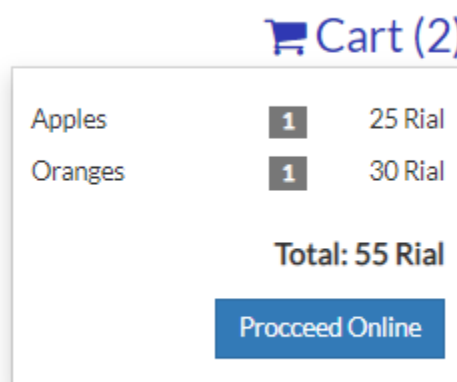 Cart (2)
Apples 1 25 Rial
Oranges 1 30 Rial
Total: 55 Rial
Procceed Online